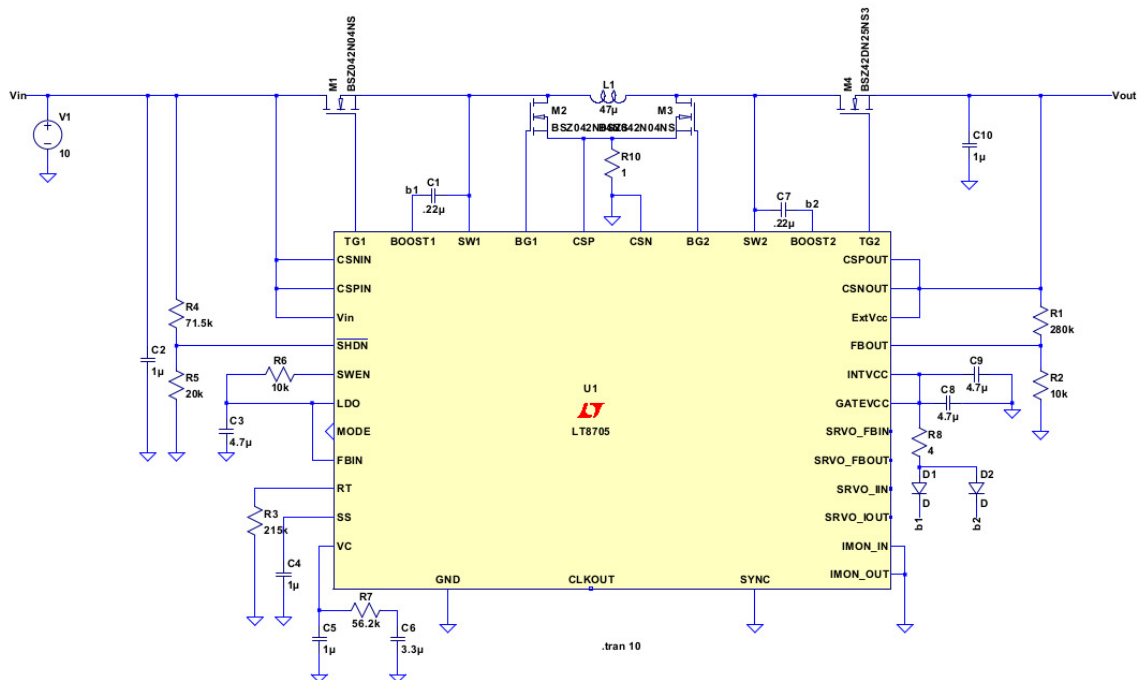 M1
BSZ042N04NS
M4
BSZ42DN25NS3
Vin
L1
47µ
Vout
V1
10
M2
M3
R10
1
C10
1µ
b1
C1
.22µ
C7
.22µ
b2
TG1
BOOST1
SW1
BG1
CSP
CSN
BG2
SW2
BOOST2
TG2
CSNIN
CSPIN
Vin
SHDN
SWEN
LDO
MODE
FBIN
RT
SS
VC
CSPOUT
CSNOUT
ExtVcc
FBOUT
INTVCC
GATEVCC
SRVO_FBIN
SRVO_FBOUT
SRVO_IIN
SRVO_IOUT
IMON_IN
IMON_OUT
U1
LT8705
GND
CLKOUT
SYNC
R4
71.5k
R5
20k
C2
1µ
R6
10k
C3
4.7µ
R3
215k
C4
1µ
R7
56.2k
C5
1µ
C6
3.3µ
R1
280k
R2
10k
C9
4.7µ
C8
4.7µ
R8
4
D1
D
D2
D
b1
b2
.tran 10